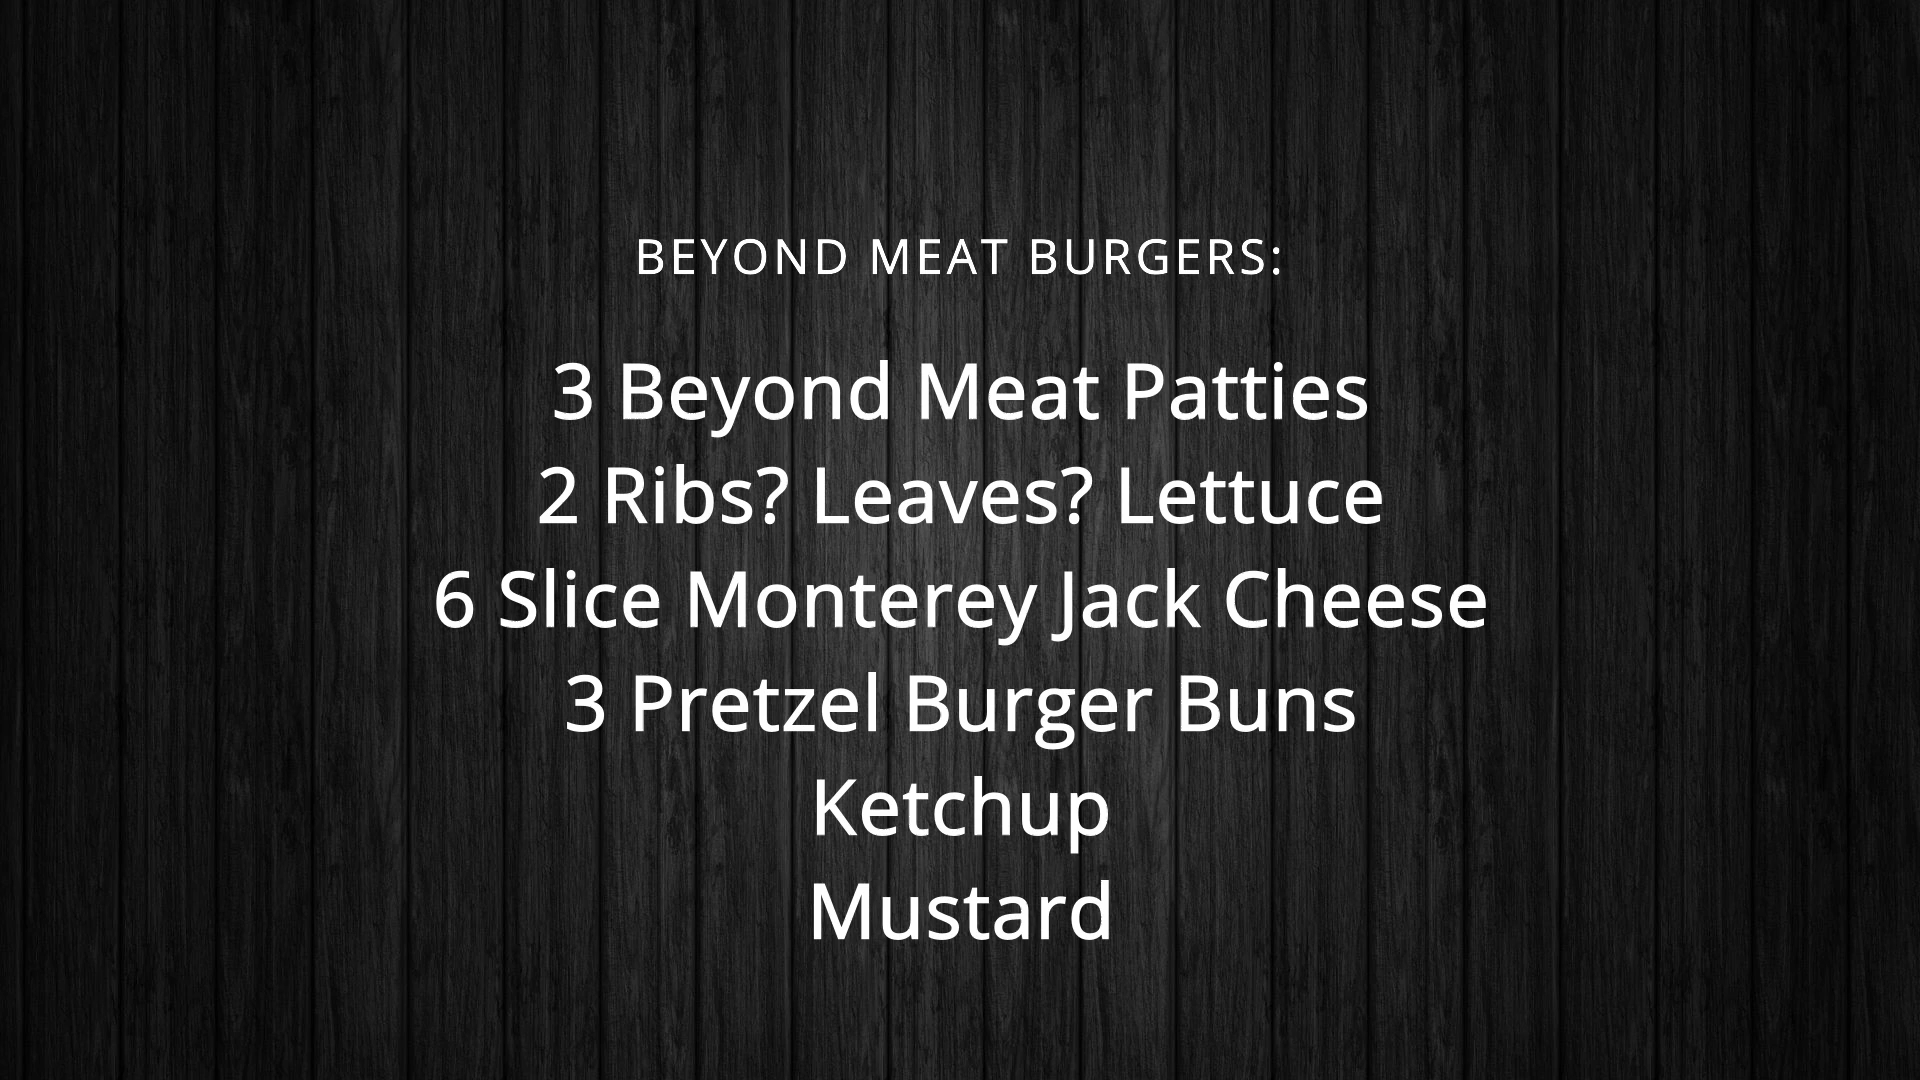 BEYOND MEAT BURGERS:
3 Beyond Meat Patties
2 Ribs? Leaves? Lettuce
6 Slice Monterey Jack Cheese
3 Pretzel Burger Buns
Ketchup
Mustard